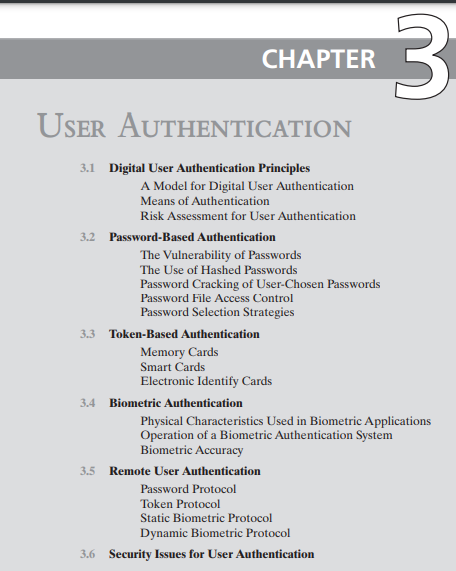 CHAPTER 3
USER AUTHENTICATION
3.1 Digital User Authentication Principles
A Model for Digital User Authentication
Means of Authentication
Risk Assessment for User Authentication
3.2 Password-Based Authentication
The Vulnerability of Passwords
The Use of Hashed Passwords
Password Cracking of User-Chosen Passwords
Password File Access Control
Password Selection Strategies
3.3 Token-Based Authentication
Memory Cards
Smart Cards
Electronic Identify Cards
3.4 Biometric Authentication
Physical Characteristics Used in Biometric Applications
Operation of a Biometric Authentication System
Biometric Accuracy
3.5 Remote User Authentication
Password Protocol
Token Protocol
Static Biometric Protocol
Dynamic Biometric Protocol
3.6 Security Issues for User Authentication